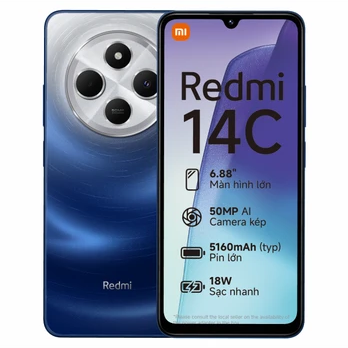 Redmi
14C
6.88"
Màn hình lớn
50MP AI
Camera kép
5160mAh (typ)
Pin lớn
18W
Sạc nhanh
Redmi